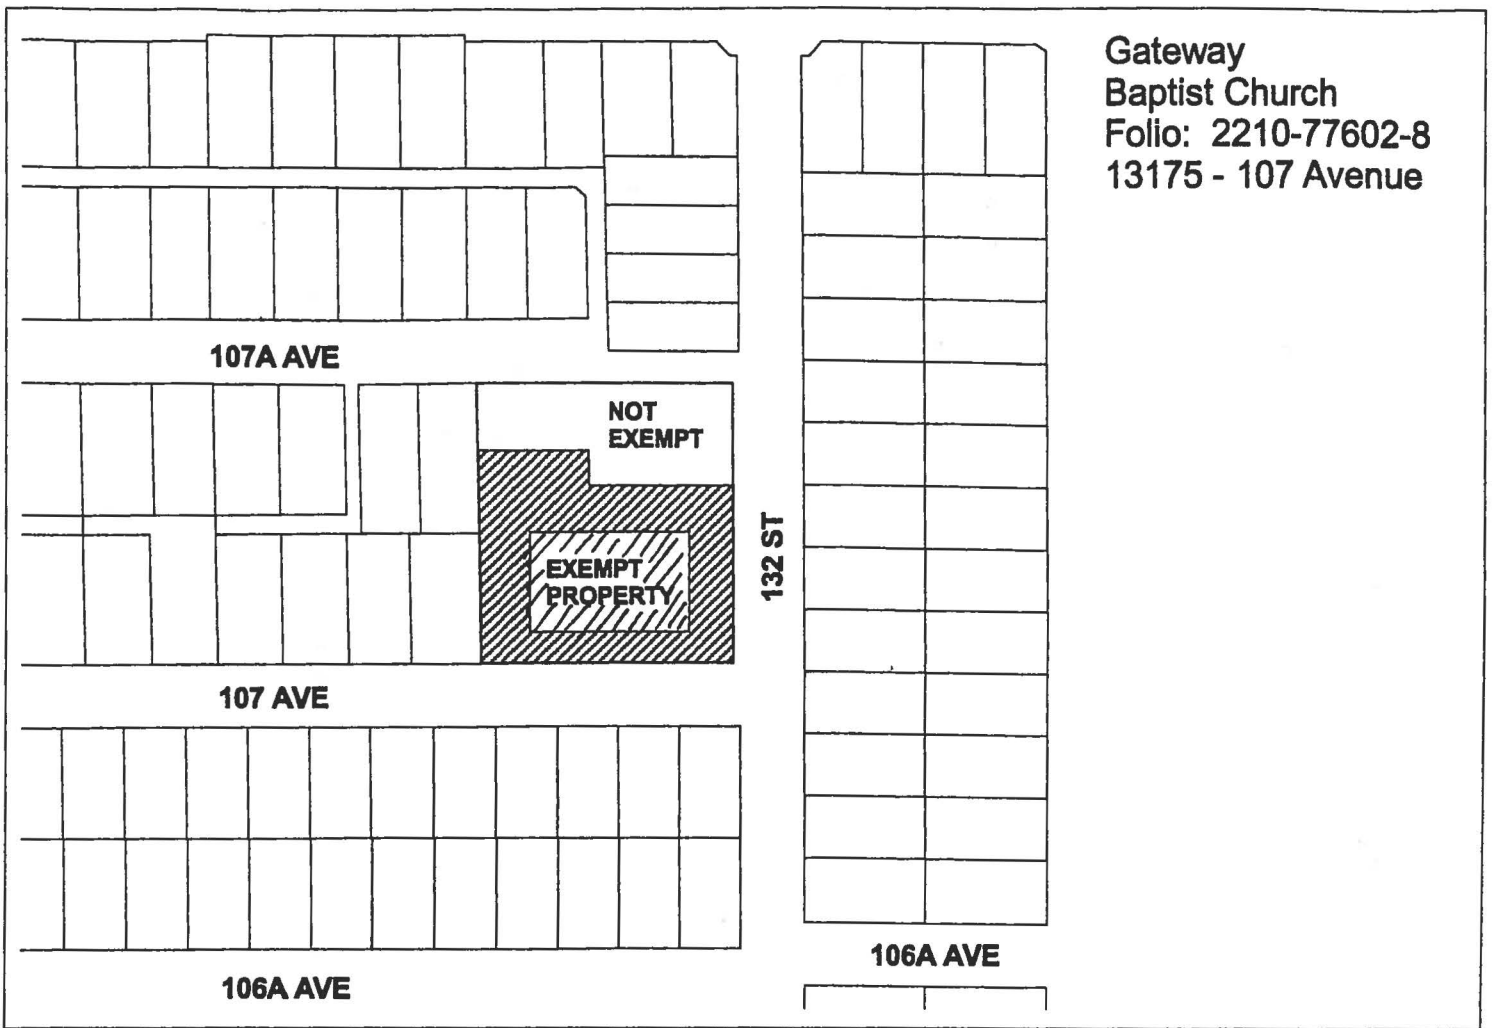 Gateway
Baptist Church
Folio: 2210-77602-8
13175 - 107 Avenue
107A AVE
NOT
EXEMPT
EXEMPT
PROPERTY
132 ST
107 AVE
106A AVE
106A AVE